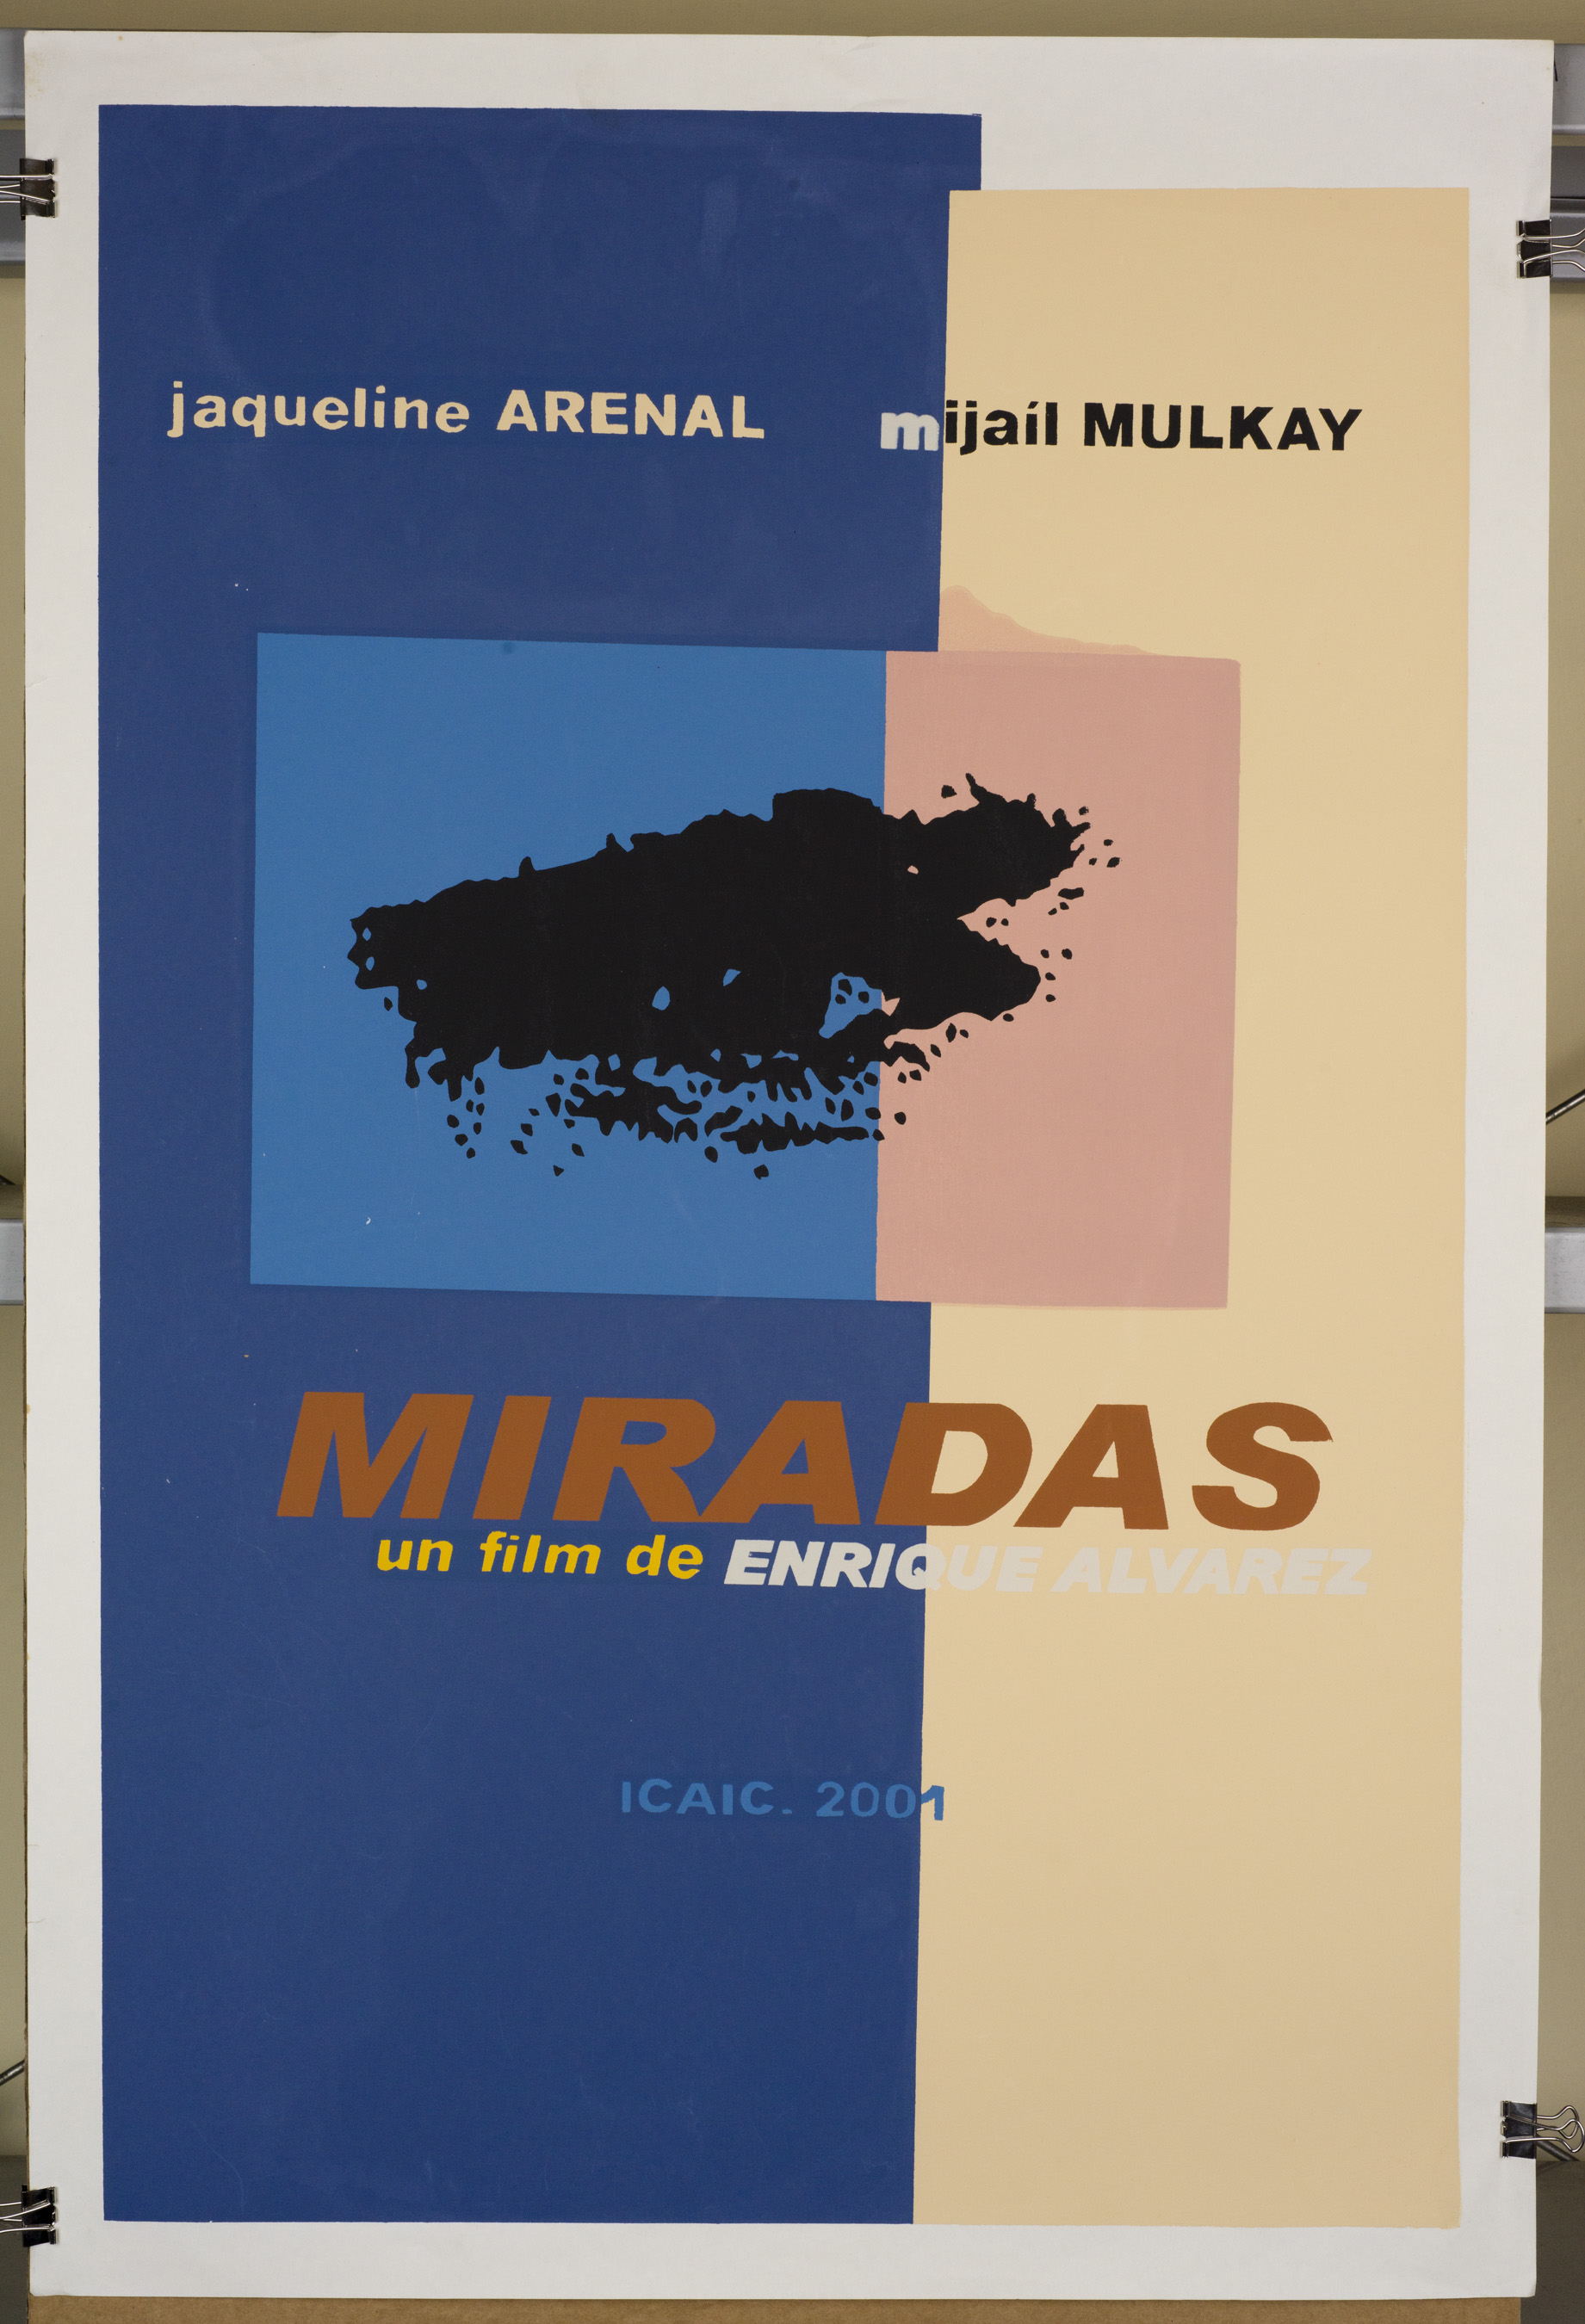 jaqueline ARENAL mijaíl MULKAY
MIRADAS
un film de ENRIQUE ALVAREZ
ICAIC. 2001